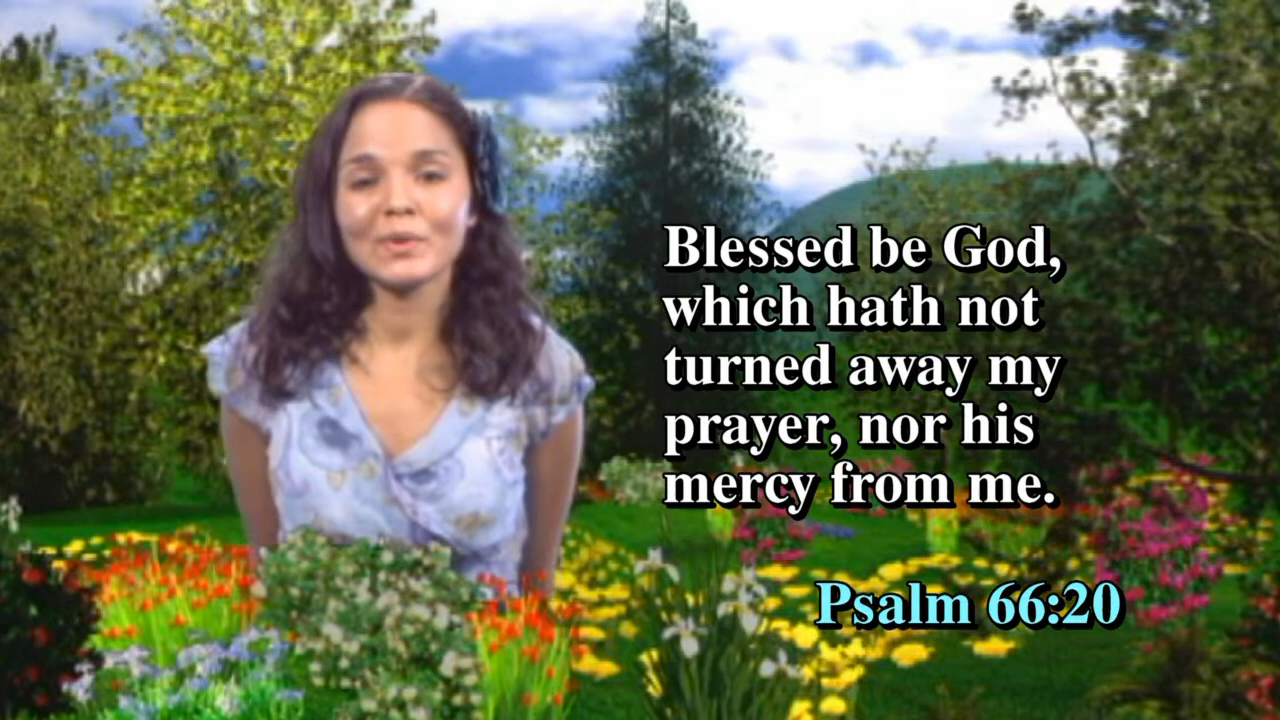 Blessed be God,
which hath not
turned away my
prayer, nor his
mercy from me.
Psalm 66:20